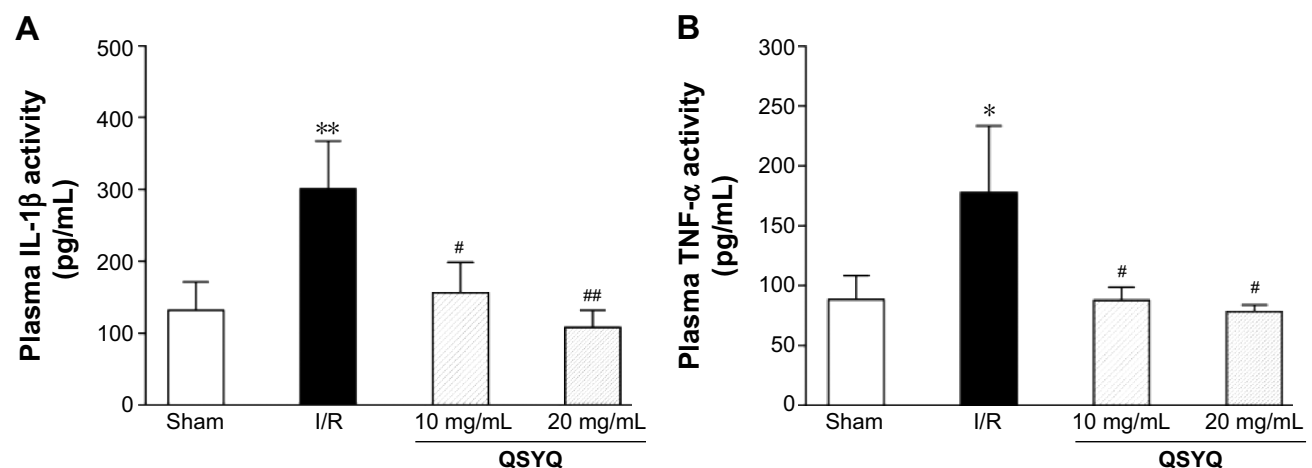 A
Plasma IL-1β activity
(pg/mL)
500
400
300
200
100
0
**
#
##
Sham
I/R
10 mg/mL
20 mg/mL
QSYQ
B
Plasma TNF-α activity
(pg/mL)
300
250
200
150
100
50
0
*
#
#
Sham
I/R
10 mg/mL
20 mg/mL
QSYQ